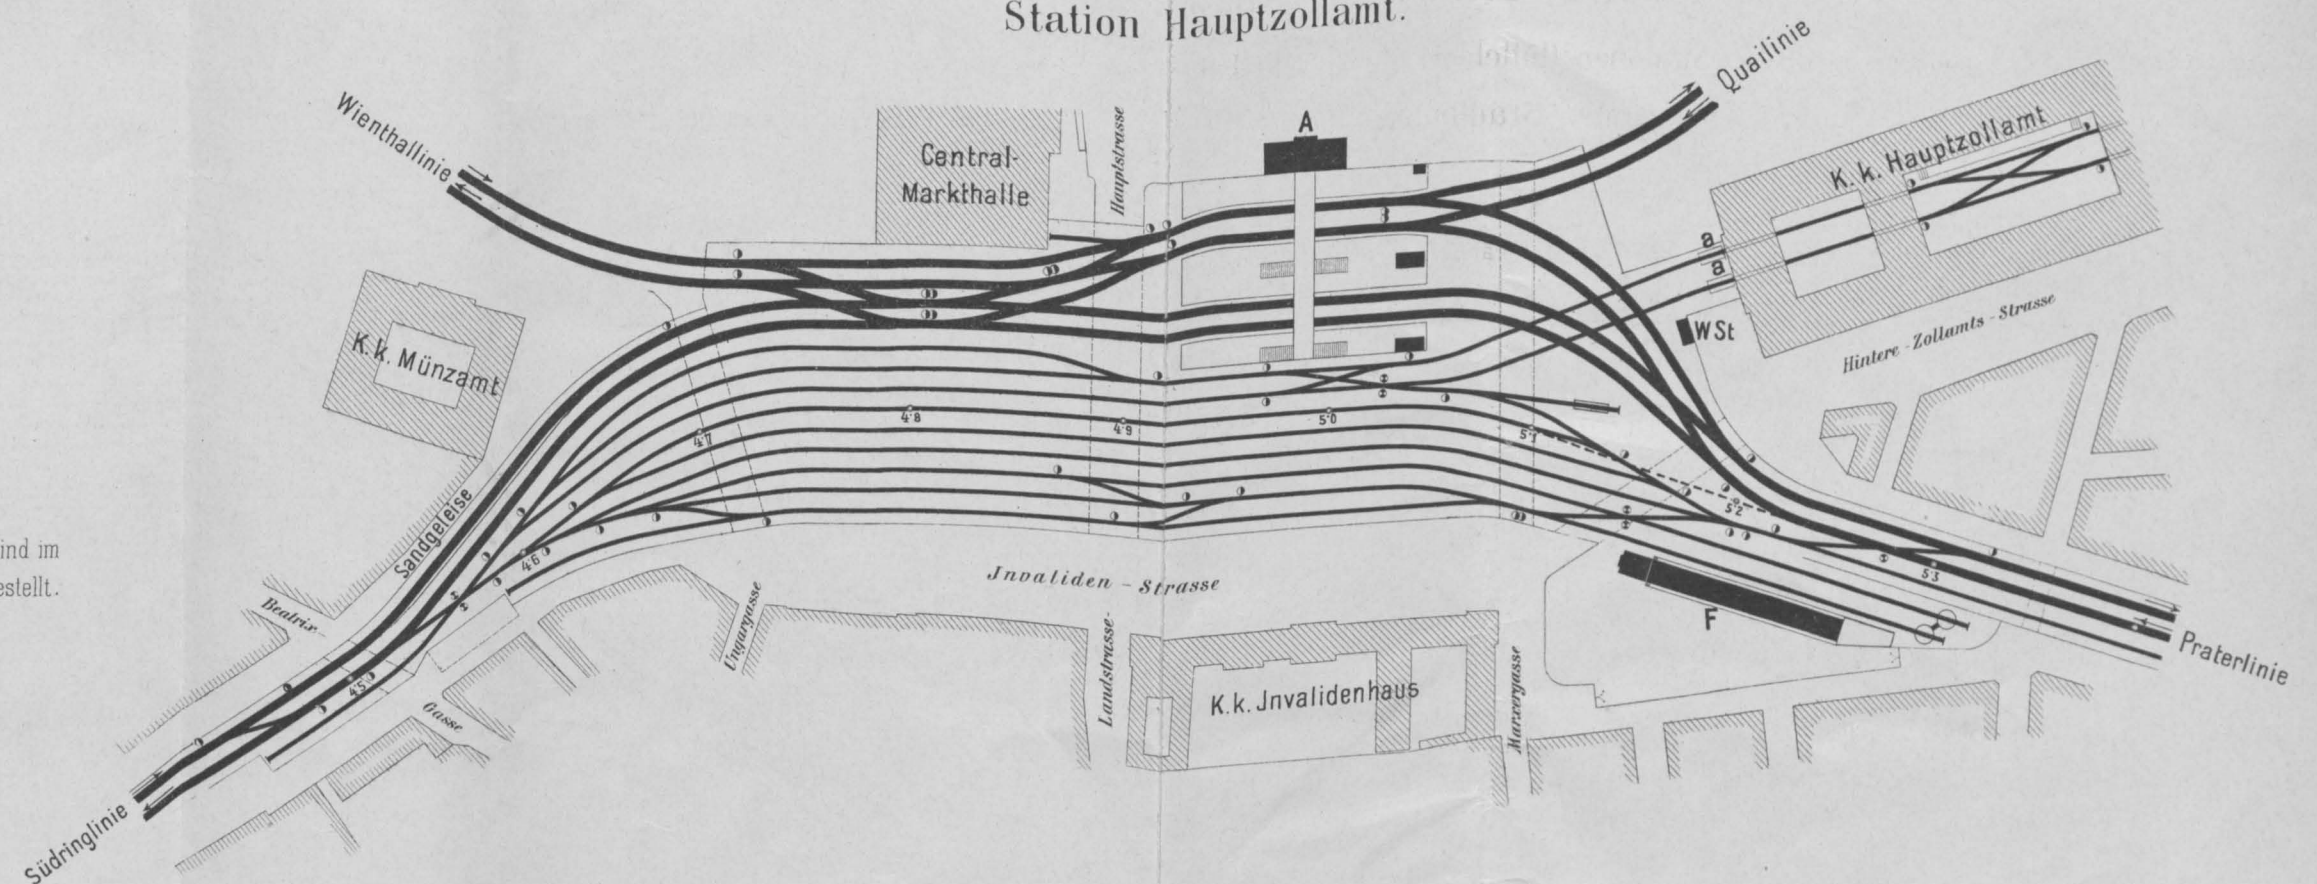 Station Hauptzollamt.
Quailinie
Wienthallinie
Central-
Markthalle
Hauptstrasse
A
K. k. Hauptzollamt
a
a
W St
Hintere - Zollamts - Strasse
K. k. Münzamt
4·7
4·8
4·9
5·0
5·1
5·2
5·3
Sandgeleise
4·6
4·5
ind im
estellt.
Beatrix-
Gasse
Ungargasse
Jnvaliden - Strasse
Landstrasse-
K. k. Jnvalidenhaus
Marxergasse
F
Praterlinie
Südringlinie